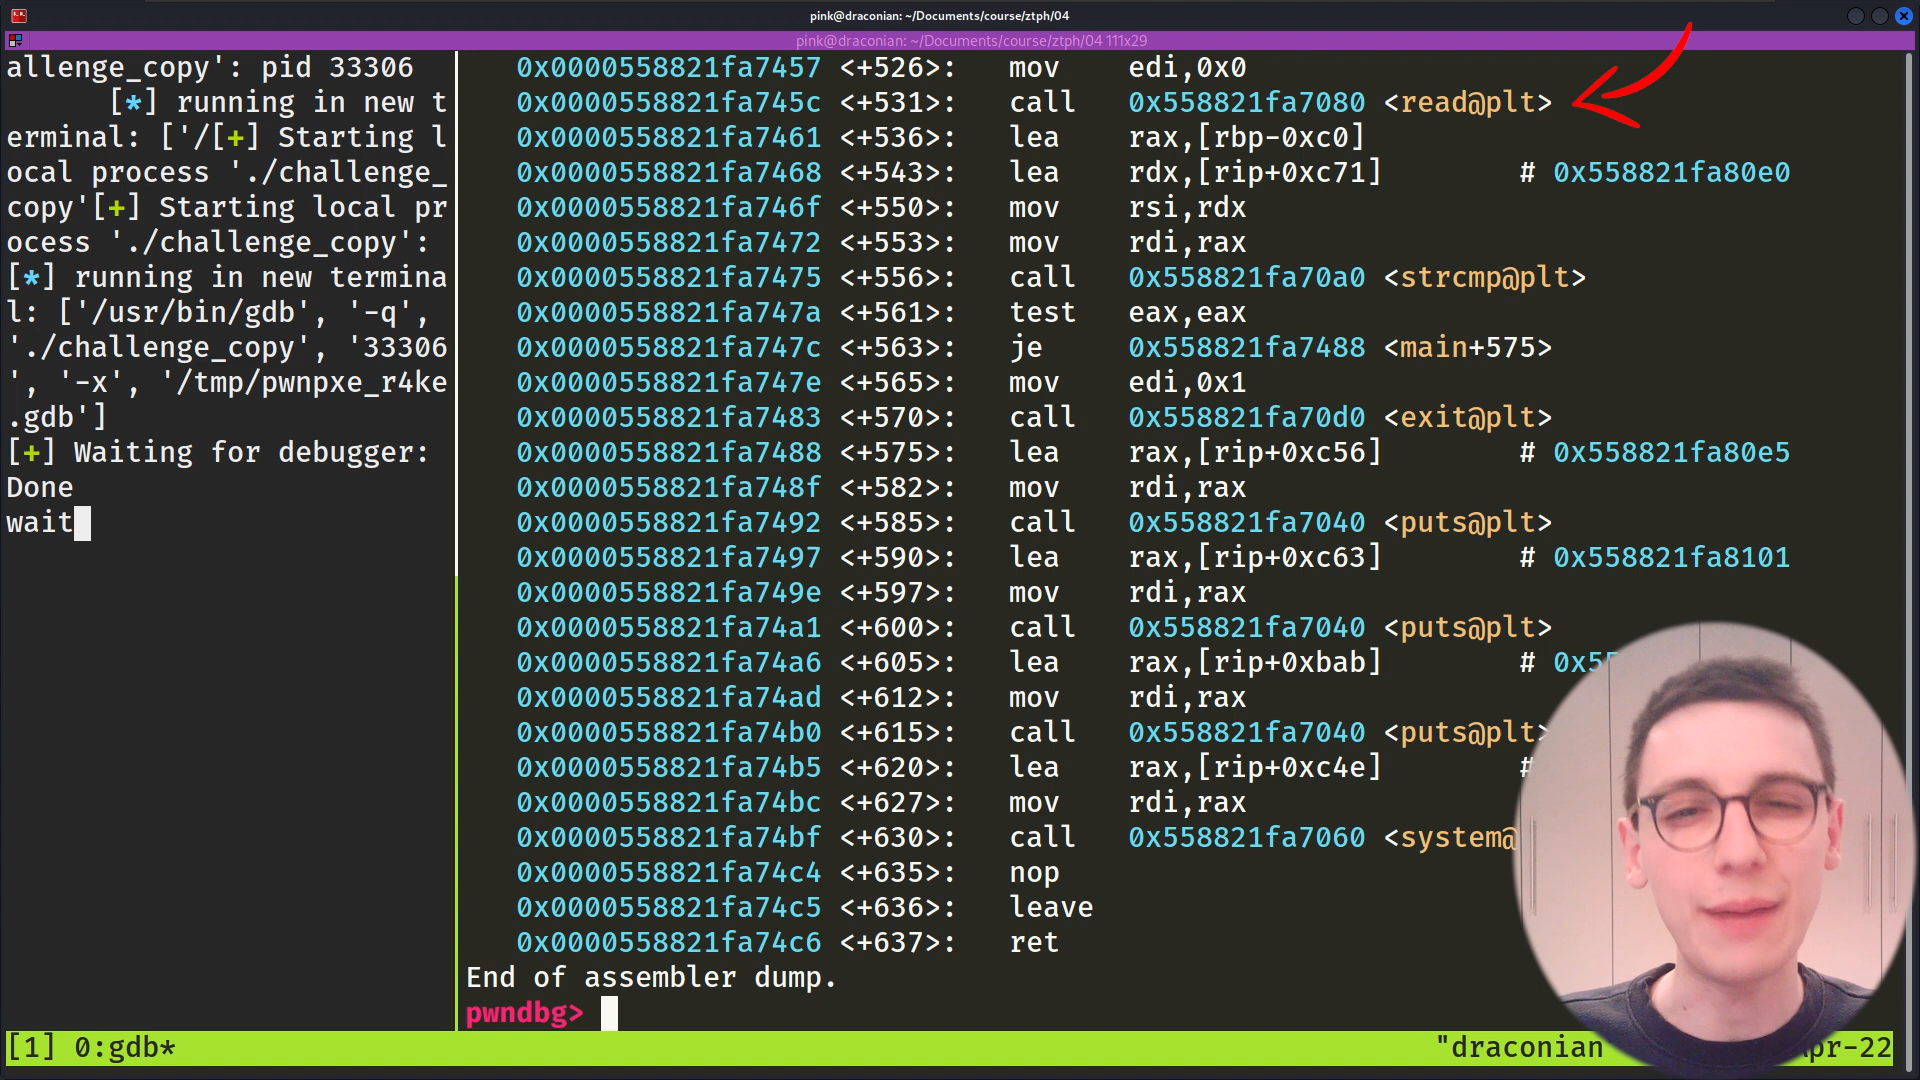 pink@draconian: ~/Documents/course/ztph/04
pink@draconian: ~/Documents/course/ztph/04 111x29
allenge_copy': pid 33306
[*] running in new t
erminal: ['/[+] Starting l
ocal process './challenge_
copy'[+] Starting local pr
ocess './challenge_copy':
[*] running in new termina
l: ['/usr/bin/gdb', '-q',
'./challenge_copy', '33306
', '-x', '/tmp/pwnpxe_r4ke
.gdb']
[+] Waiting for debugger:
Done
wait
0x0000558821fa7457 <+526>: mov edi,0x0
0x0000558821fa745c <+531>: call 0x558821fa7080 <read@plt>
0x0000558821fa7461 <+536>: lea rax,[rbp-0xc0]
0x0000558821fa7468 <+543>: lea rdx,[rip+0xc71] # 0x558821fa80e0
0x0000558821fa746f <+550>: mov rsi,rdx
0x0000558821fa7472 <+553>: mov rdi,rax
0x0000558821fa7475 <+556>: call 0x558821fa70a0 <strcmp@plt>
0x0000558821fa747a <+561>: test eax,eax
0x0000558821fa747c <+563>: je 0x558821fa7488 <main+575>
0x0000558821fa747e <+565>: mov edi,0x1
0x0000558821fa7483 <+570>: call 0x558821fa70d0 <exit@plt>
0x0000558821fa7488 <+575>: lea rax,[rip+0xc56] # 0x558821fa80e5
0x0000558821fa748f <+582>: mov rdi,rax
0x0000558821fa7492 <+585>: call 0x558821fa7040 <puts@plt>
0x0000558821fa7497 <+590>: lea rax,[rip+0xc63] # 0x558821fa8101
0x0000558821fa749e <+597>: mov rdi,rax
0x0000558821fa74a1 <+600>: call 0x558821fa7040 <puts@plt>
0x0000558821fa74a6 <+605>: lea rax,[rip+0xbab] # 0x55
0x0000558821fa74ad <+612>: mov rdi,rax
0x0000558821fa74b0 <+615>: call 0x558821fa7040 <puts@plt>
0x0000558821fa74b5 <+620>: lea rax,[rip+0xc4e] #
0x0000558821fa74bc <+627>: mov rdi,rax
0x0000558821fa74bf <+630>: call 0x558821fa7060 <system@
0x0000558821fa74c4 <+635>: nop
0x0000558821fa74c5 <+636>: leave
0x0000558821fa74c6 <+637>: ret
End of assembler dump.
pwndbg>
[1] 0:gdb* "draconian pr-22